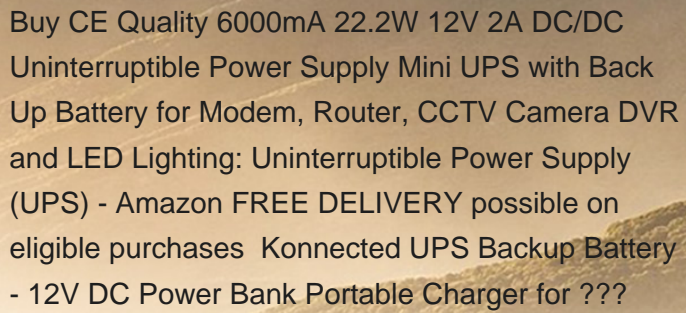 Buy CE Quality 6000mA 22.2W 12V 2A DC/DC
Uninterruptible Power Supply Mini UPS with Back
Up Battery for Modem, Router, CCTV Camera DVR
and LED Lighting: Uninterruptible Power Supply
(UPS) - Amazon FREE DELIVERY possible on
eligible purchases  Konnected UPS Backup Battery
- 12V DC Power Bank Portable Charger for ???